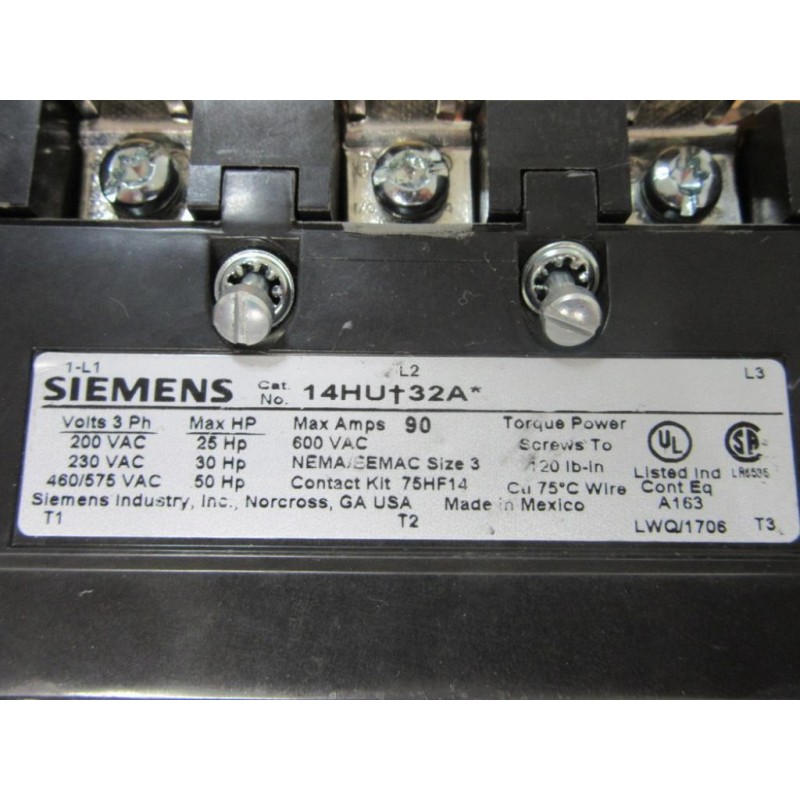 1-L1 L2 L3
SIEMENS Cat. No. 14HU†32A*
Volts 3 Ph Max HP Max Amps 90 Torque Power
200 VAC 25 Hp 600 VAC Screws To
230 VAC 30 Hp NEMA/EEMAC Size 3 120 lb-in Listed Ind LR6535
460/575 VAC 50 Hp Contact Kit 75HF14 Cu 75°C Wire Cont Eq
Siemens Industry, Inc., Norcross, GA USA Made in Mexico A163
T1 T2 LWQ/1706 T3
UL
SA